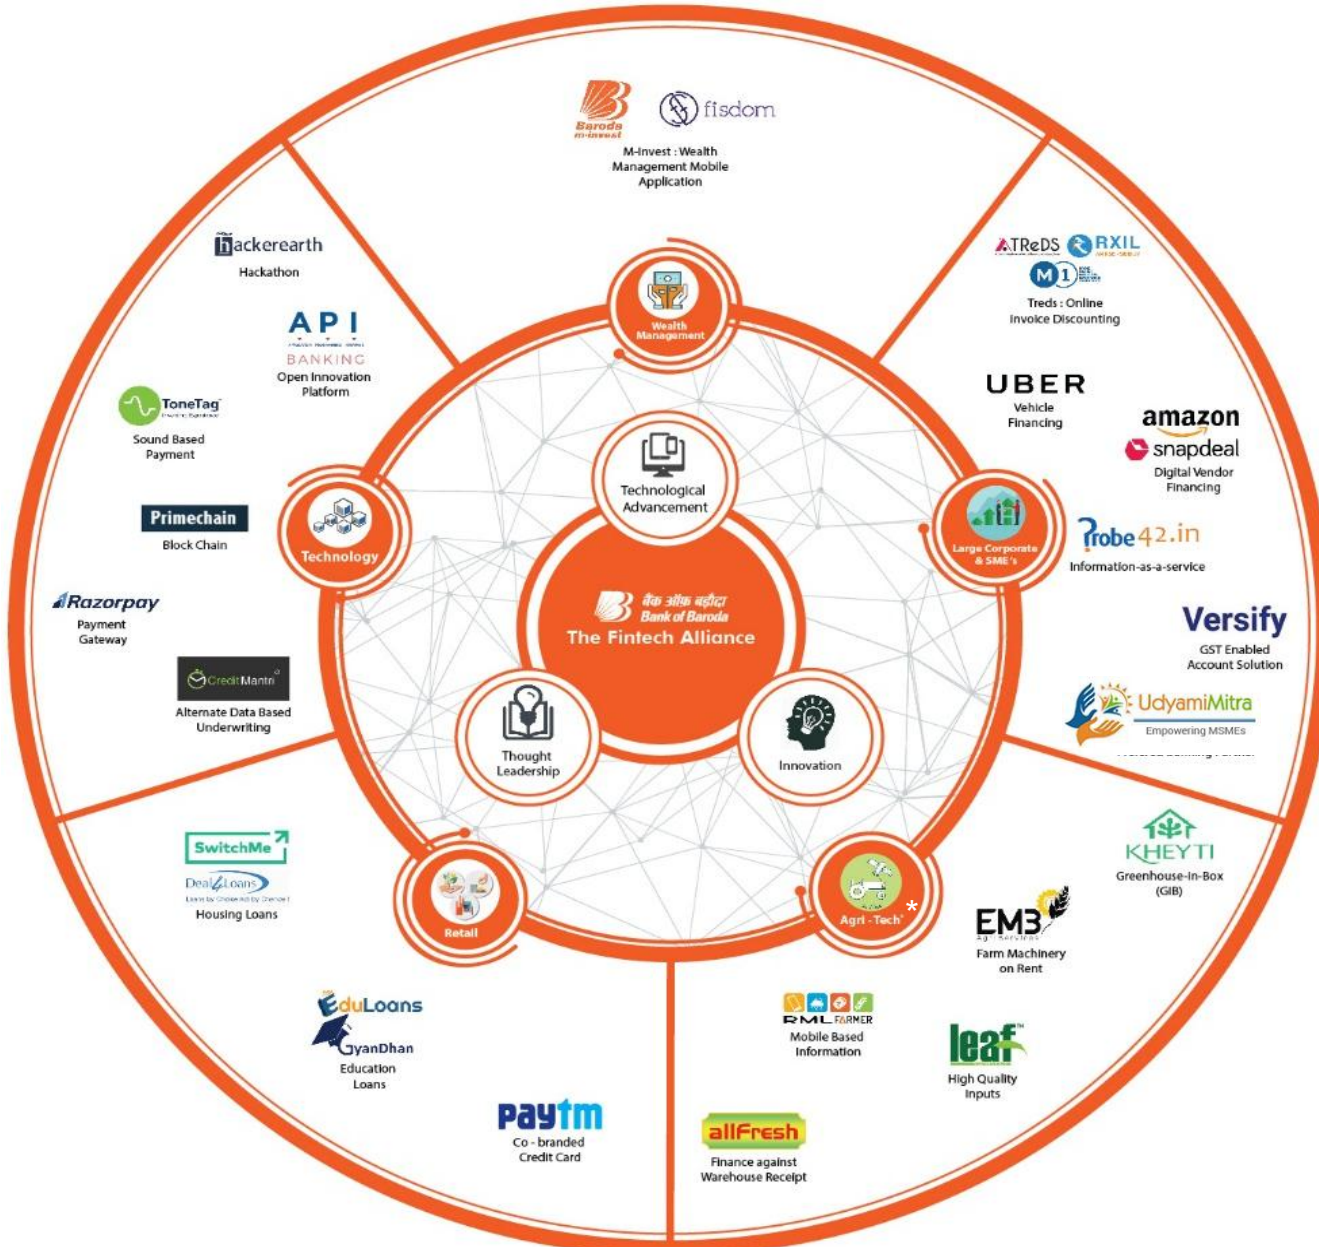 Baroda
m-invest
fisdom
M-Invest : Wealth
Management Mobile
Application
hackerearth
Hackathon
API
BANKING
Open Innovation
Platform
ToneTag
Sound Based
Payment
Primechain
Block Chain
Razorpay
Payment
Gateway
CreditMantri
Alternate Data Based
Underwriting
ATReDS
RXIL
M1
Treds : Online
Invoice Discounting
UBER
Vehicle
Financing
amazon
snapdeal
Digital Vendor
Financing
Probe42.in
Information-as-a-service
Versify
GST Enabled
Account Solution
UdyamiMitra
Empowering MSMEs
Wealth
Management
Technology
Large Corporate
& SME's
Retail
Agri -Tech* *
Technological
Advancement
बैंक ऑफ़ बड़ौदा
Bank of Baroda
The Fintech Alliance
Thought
Leadership
Innovation
SwitchMe
Deal4Loans
Housing Loans
EduLoans
GyanDhan
Education
Loans
paytm
Co - branded
Credit Card
KHEYTI
Greenhouse-In-Box
(GIB)
EM3
Agri Services
Farm Machinery
on Rent
RML FARMER
Mobile Based
Information
leaf™
High Quality
Inputs
allFresh
Finance against
Warehouse Receipt